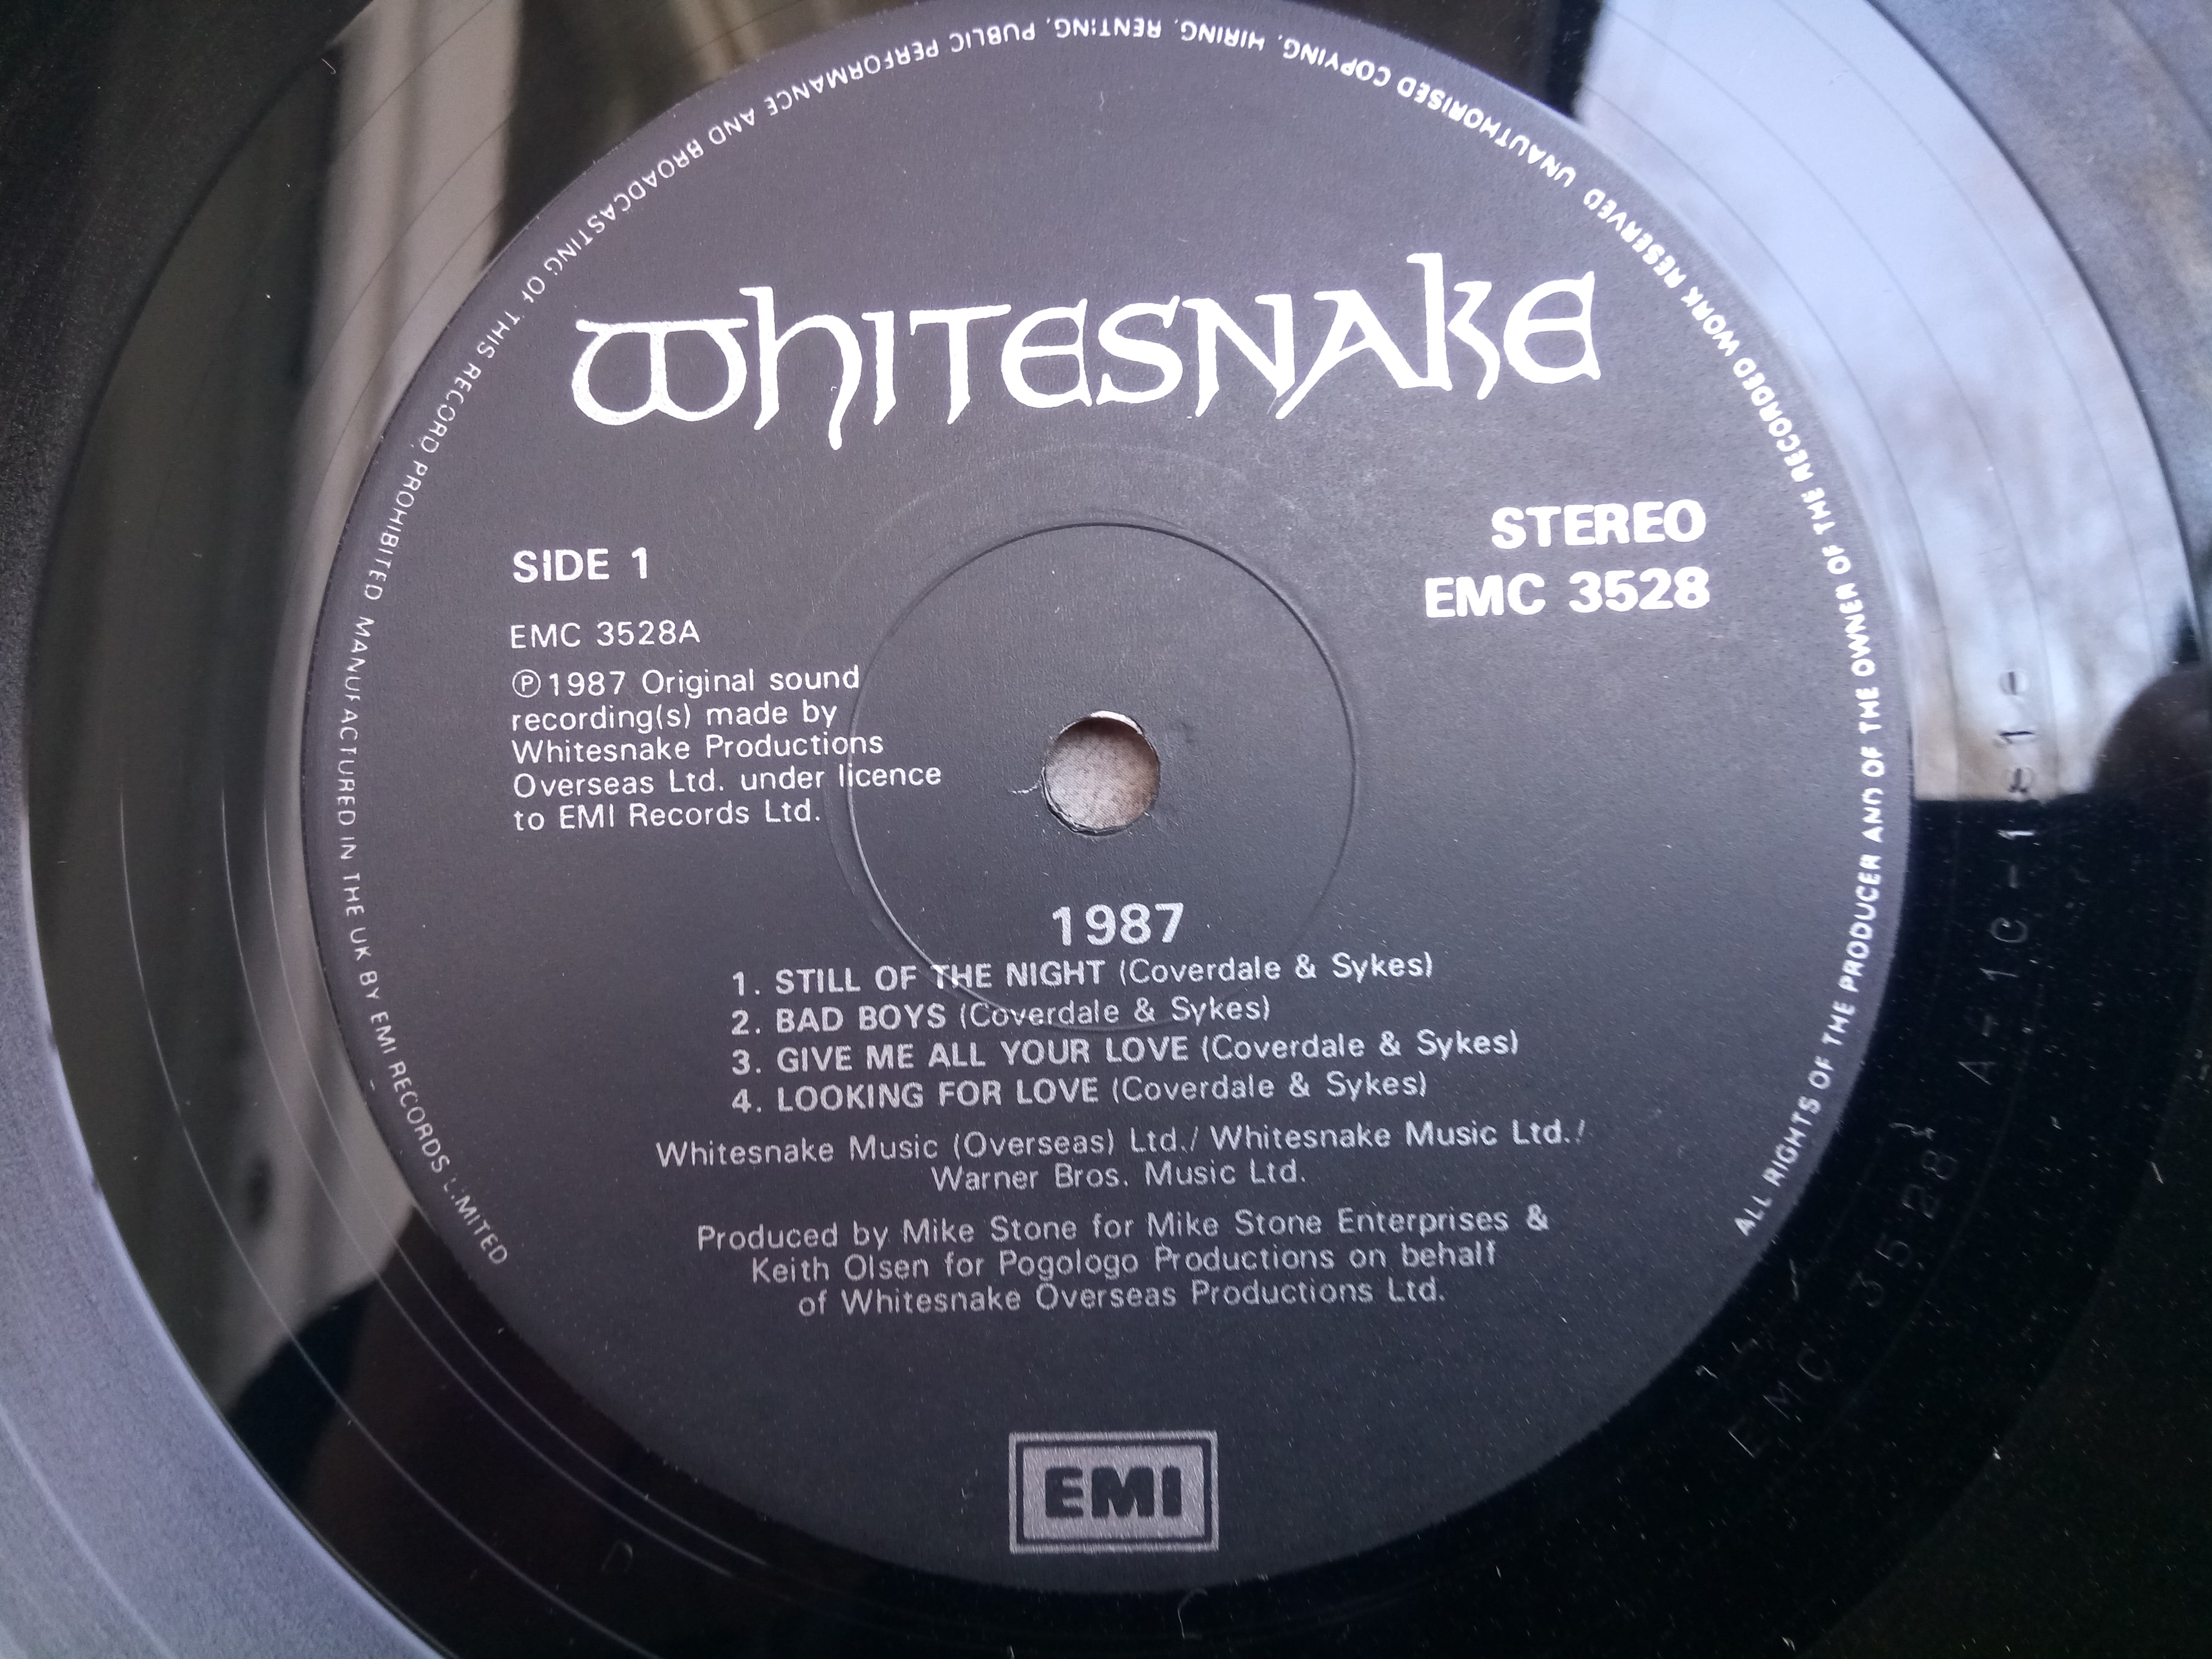 WHITESNAKE
SIDE 1
STEREO
EMC 3528
EMC 3528A
Ⓟ1987 Original sound
recording(s) made by
Whitesnake Productions
Overseas Ltd. under licence
to EMI Records Ltd.
1987
1. STILL OF THE NIGHT (Coverdale & Sykes)
2. BAD BOYS (Coverdale & Sykes)
3. GIVE ME ALL YOUR LOVE (Coverdale & Sykes)
4. LOOKING FOR LOVE (Coverdale & Sykes)
Whitesnake Music (Overseas) Ltd./ Whitesnake Music Ltd./
Warner Bros. Music Ltd.
Produced by Mike Stone for Mike Stone Enterprises &
Keith Olsen for Pogologo Productions on behalf
of Whitesnake Overseas Productions Ltd.
EMI
ALL RIGHTS OF THE PRODUCER AND OF THE OWNER OF THE RECORDED WORK RESERVED UNAUTHORISED COPYING, HIRING, RENTING, PUBLIC PERFORMANCE AND BROADCASTING OF THIS RECORD PROHIBITED MANUFACTURED IN THE UK BY EMI RECORDS LIMITED
EMC 3528